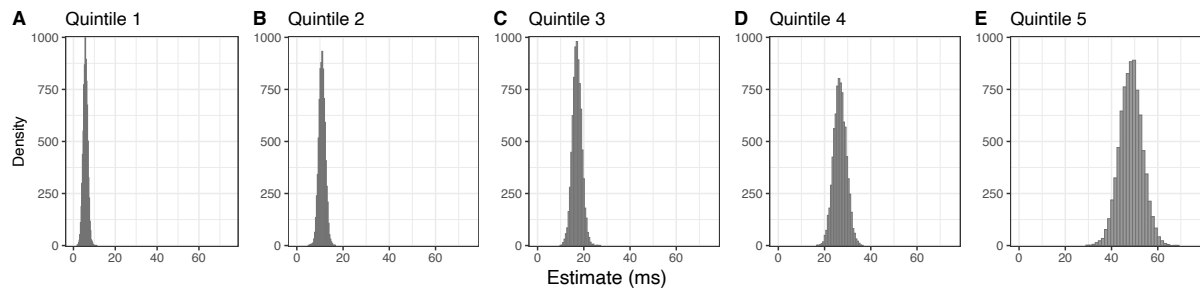 A Quintile 1 B Quintile 2 C Quintile 3 D Quintile 4 E Quintile 5
1000 1000 1000 1000 1000
750 750 750 750 750
Density
500 500 500 500 500
250 250 250 250 250
0 0 0 0 0
0 20 40 60 0 20 40 60 0 20 40 60 0 20 40 60 0 20 40 60
Estimate (ms)